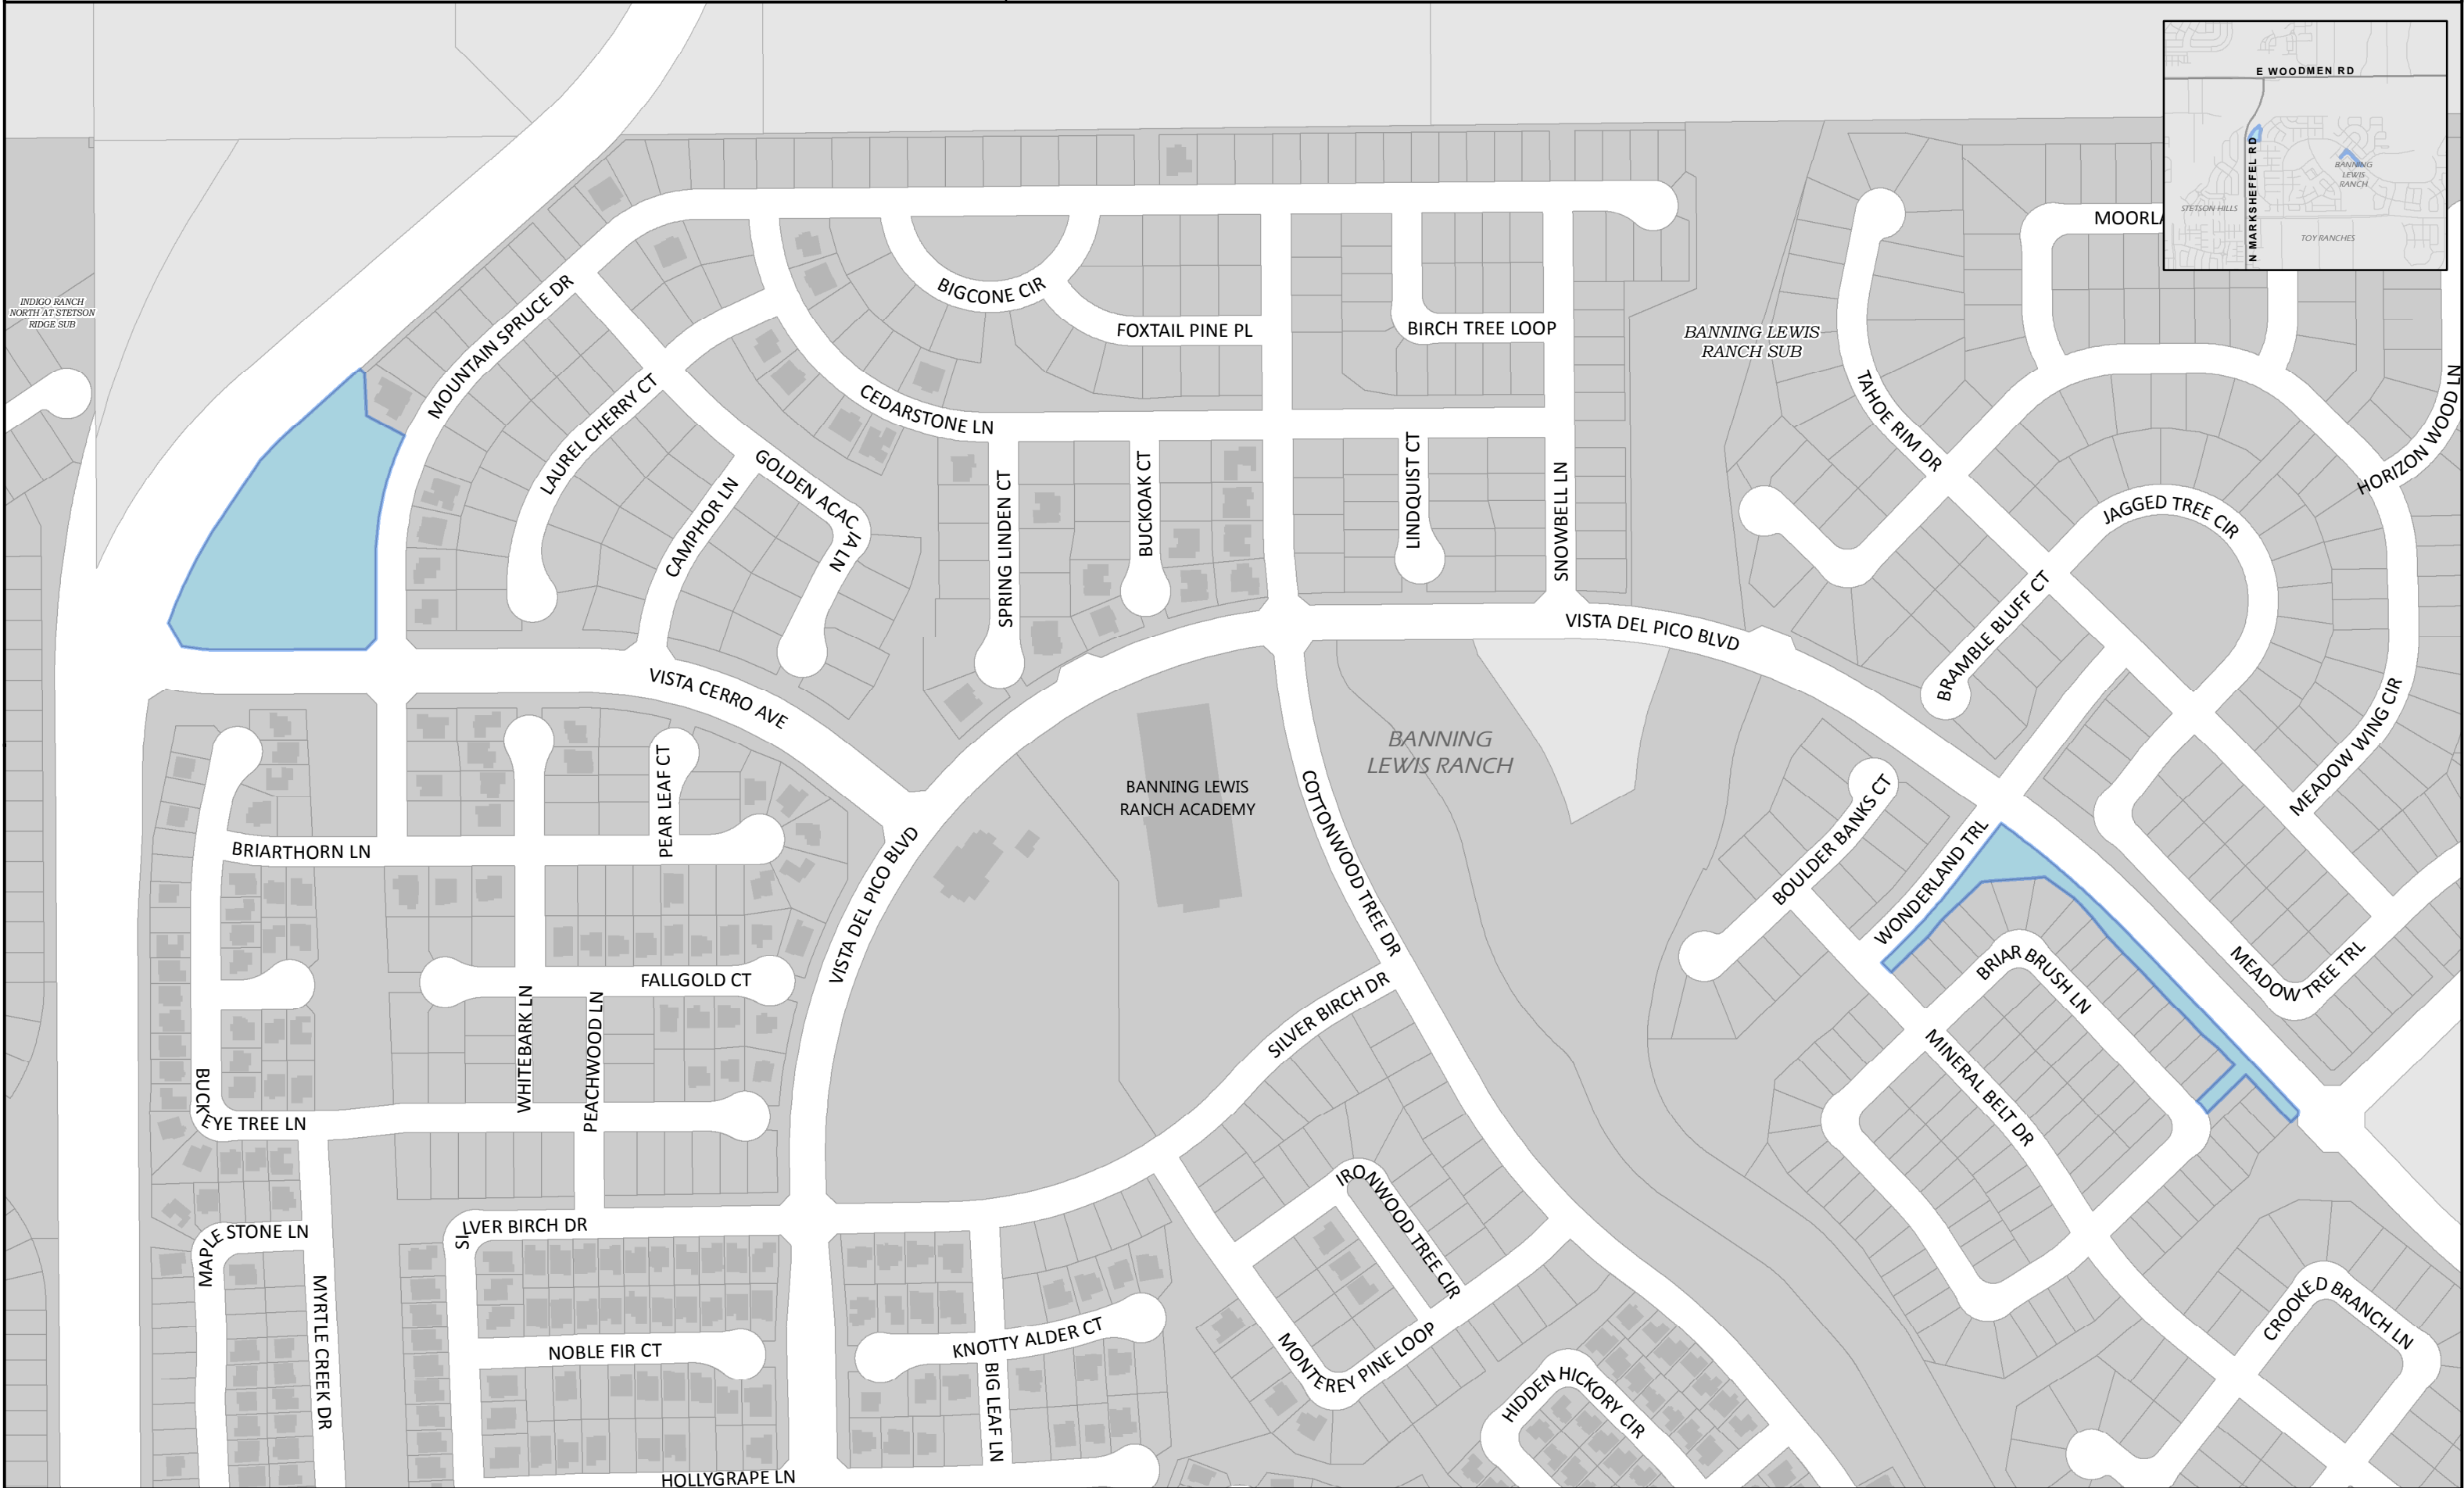 E WOODMEN RD
N MARKSHEFFEL RD
BANNING
LEWIS
RANCH
STETSON HILLS
TOY RANCHES
MOORLA
INDIGO RANCH
NORTH AT STETSON
RIDGE SUB
MOUNTAIN SPRUCE DR
BIGCONE CIR
FOXTAIL PINE PL
BIRCH TREE LOOP
BANNING LEWIS
RANCH SUB
TAHOE RIM DR
HORIZON WOOD LN
LAUREL CHERRY CT
CEDARSTONE LN
GOLDEN ACACIA LN
CAMPHOR LN
SPRING LINDEN CT
BUCKOAK CT
LINDQUIST CT
SNOWBELL LN
JAGGED TREE CIR
BRAMBLE BLUFF CT
VISTA DEL PICO BLVD
VISTA CERRO AVE
MEADOW WING CIR
BANNING
LEWIS RANCH
BANNING LEWIS
RANCH ACADEMY
PEAR LEAF CT
COTTONWOOD TREE DR
BOULDER BANKS CT
WONDERLAND TRL
BRIARTHORN LN
VISTA DEL PICO BLVD
BRIAR BRUSH LN
MEADOW TREE TRL
FALLGOLD CT
WHITEBARK LN
PEACHWOOD LN
SILVER BIRCH DR
MINERAL BELT DR
BUCKEYE TREE LN
IRONWOOD TREE CIR
MAPLE STONE LN
SILVER BIRCH DR
MYRTLE CREEK DR
NOBLE FIR CT
KNOTTY ALDER CT
BIG LEAF LN
MONTEREY PINE LOOP
HIDDEN HICKORY CIR
CROOKED BRANCH LN
HOLLYGRAPE LN